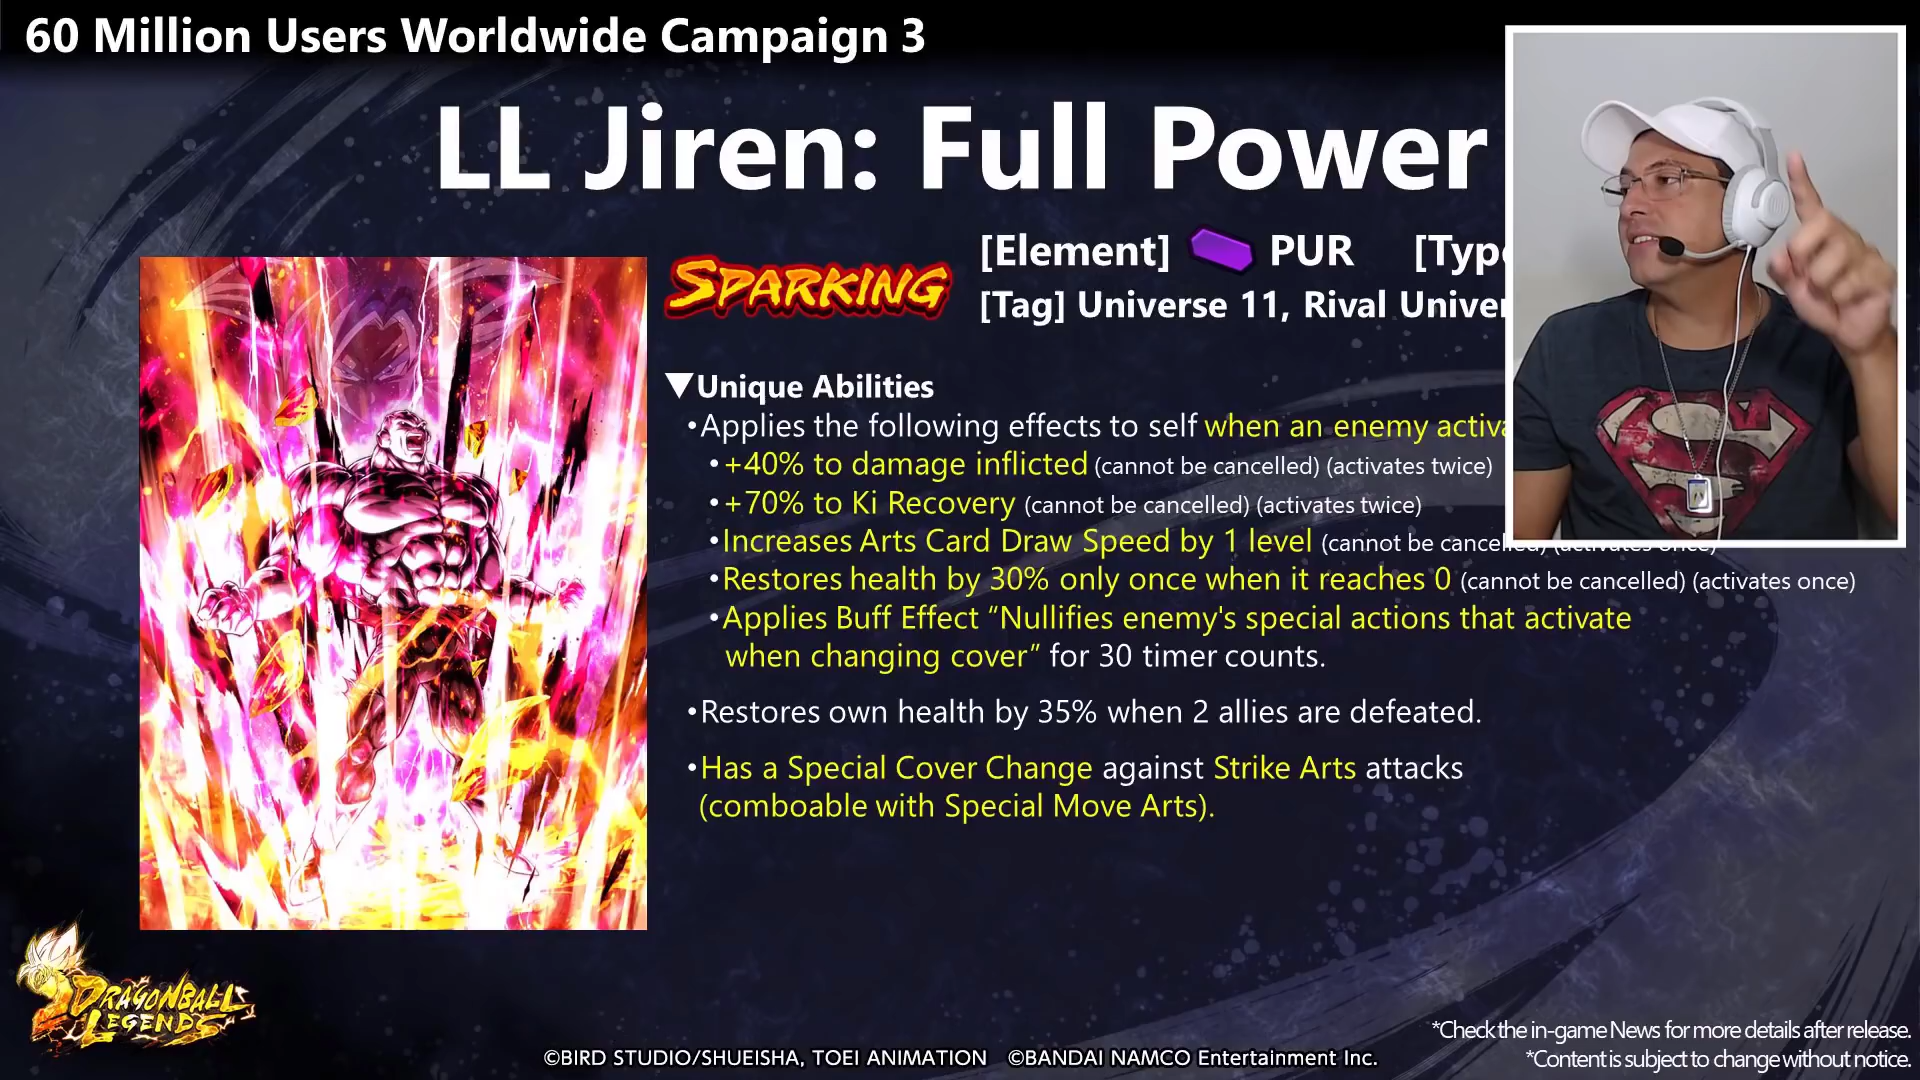 60 Million Users Worldwide Campaign 3
LL Jiren: Full Power
SPARKING
[Element] PUR [Type
[Tag] Universe 11, Rival Univer
▼Unique Abilities
•Applies the following effects to self when an enemy activa
•+40% to damage inflicted (cannot be cancelled) (activates twice)
•+70% to Ki Recovery (cannot be cancelled) (activates twice)
•Increases Arts Card Draw Speed by 1 level (cannot be cancelled) (activates once)
•Restores health by 30% only once when it reaches 0 (cannot be cancelled) (activates once)
•Applies Buff Effect “Nullifies enemy's special actions that activate
when changing cover” for 30 timer counts.
•Restores own health by 35% when 2 allies are defeated.
•Has a Special Cover Change against Strike Arts attacks
(comboable with Special Move Arts).
DRAGONBALL
LEGENDS
*Check the in-game News for more details after release.
©BIRD STUDIO/SHUEISHA, TOEI ANIMATION ©BANDAI NAMCO Entertainment Inc.
*Content is subject to change without notice.